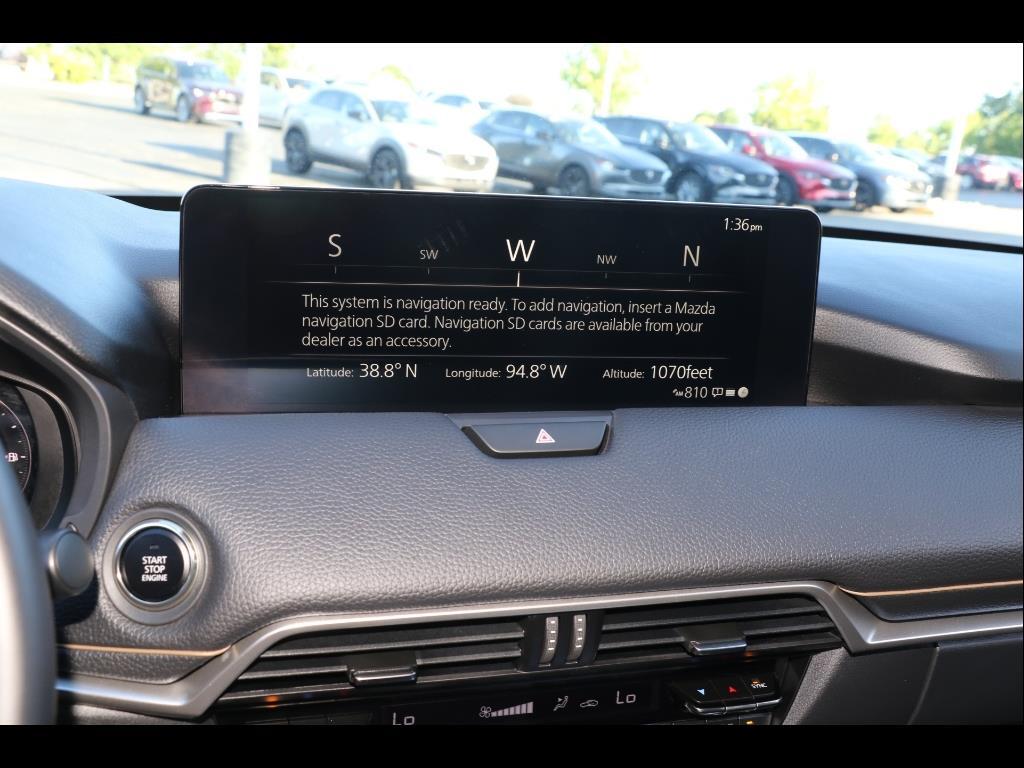 1:36pm
S SW W NW N
This system is navigation ready. To add navigation, insert a Mazda
navigation SD card. Navigation SD cards are available from your
dealer as an accessory.
Latitude: 38.8° N Longitude: 94.8° W Altitude: 1070feet
AM 810
START
STOP
ENGINE
Lo
Lo
SYNC